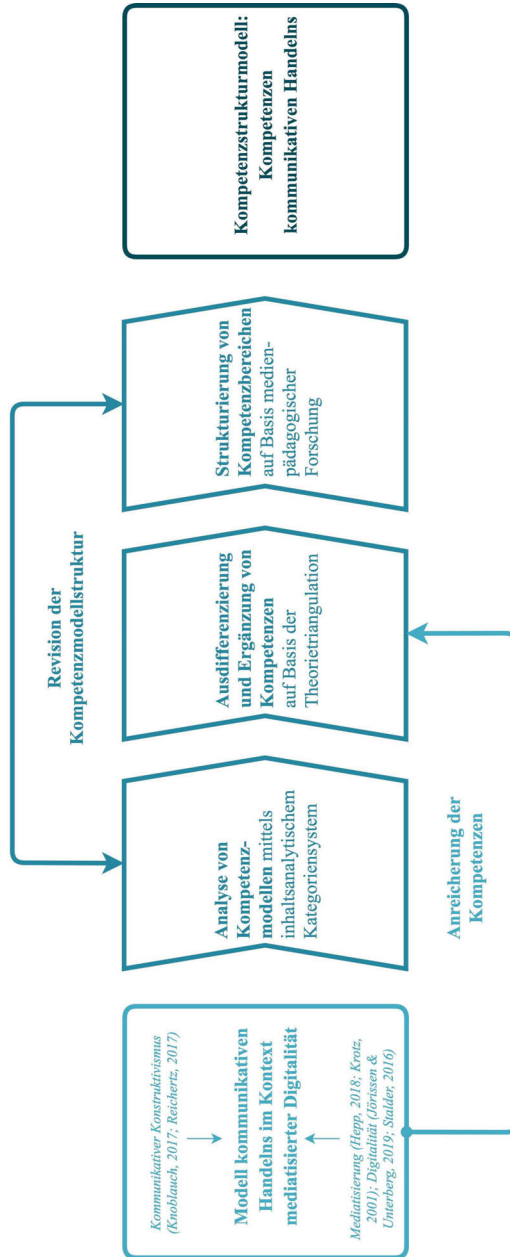 Kommunikativer Konstruktivismus
(Knoblauch, 2017; Reichertz, 2017)
Modell kommunikativen
Handelns im Kontext
mediatisierter Digitalität
Mediatisierung (Hepp, 2018; Krotz,
2001); Digitalität (Jörissen &
Unterberg, 2019; Stalder, 2016)
Revision der
Kompetenzmodellstruktur
Analyse von
Kompetenz-
modellen mittels
inhaltsanalytischem
Kategoriensystem
Ausdifferenzierung
und Ergänzung von
Kompetenzen
auf Basis der
Theorietriangulation
Strukturierung von
Kompetenzbereichen
auf Basis medien-
pädagogischer
Forschung
Kompetenzstrukturmodell:
Kompetenzen
kommunikativen Handelns
Anreicherung der
Kompetenzen